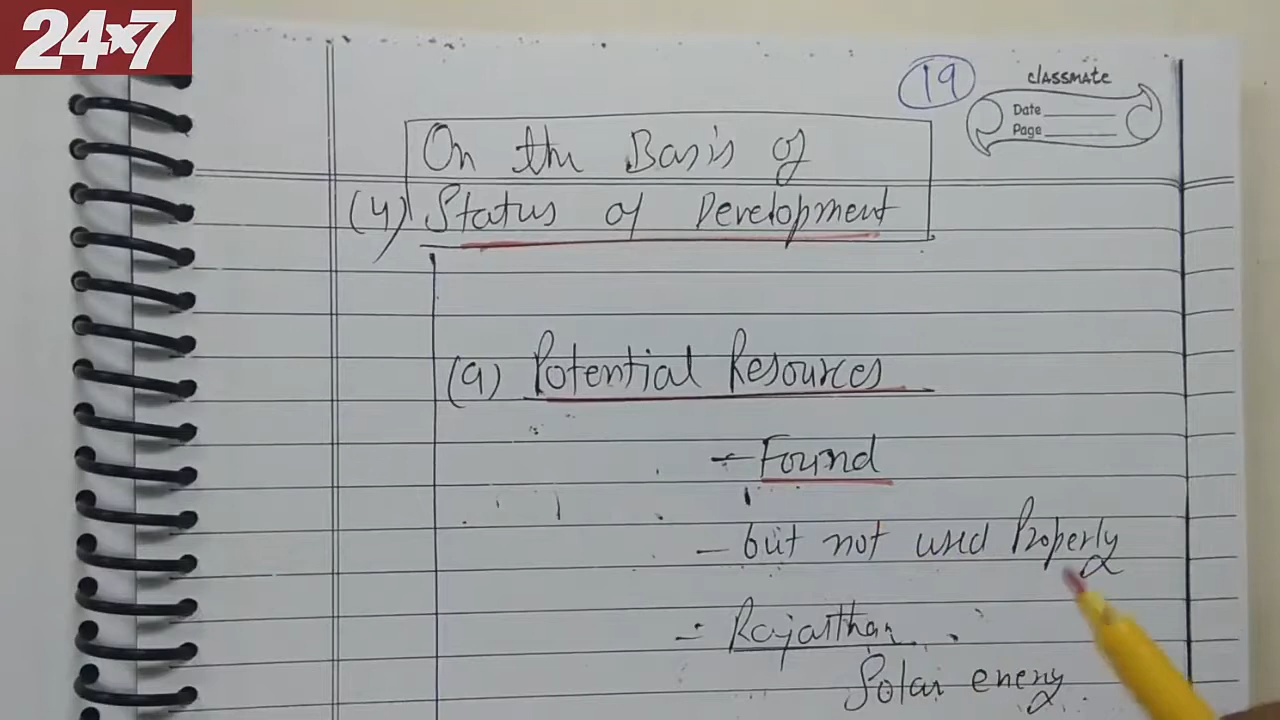 24x7
19
classmate
Date
Page
On the Basis of
(4) Status of Development
(a) Potential Resources
- Found
- but not used Properly
- Rajasthan
Solar energy